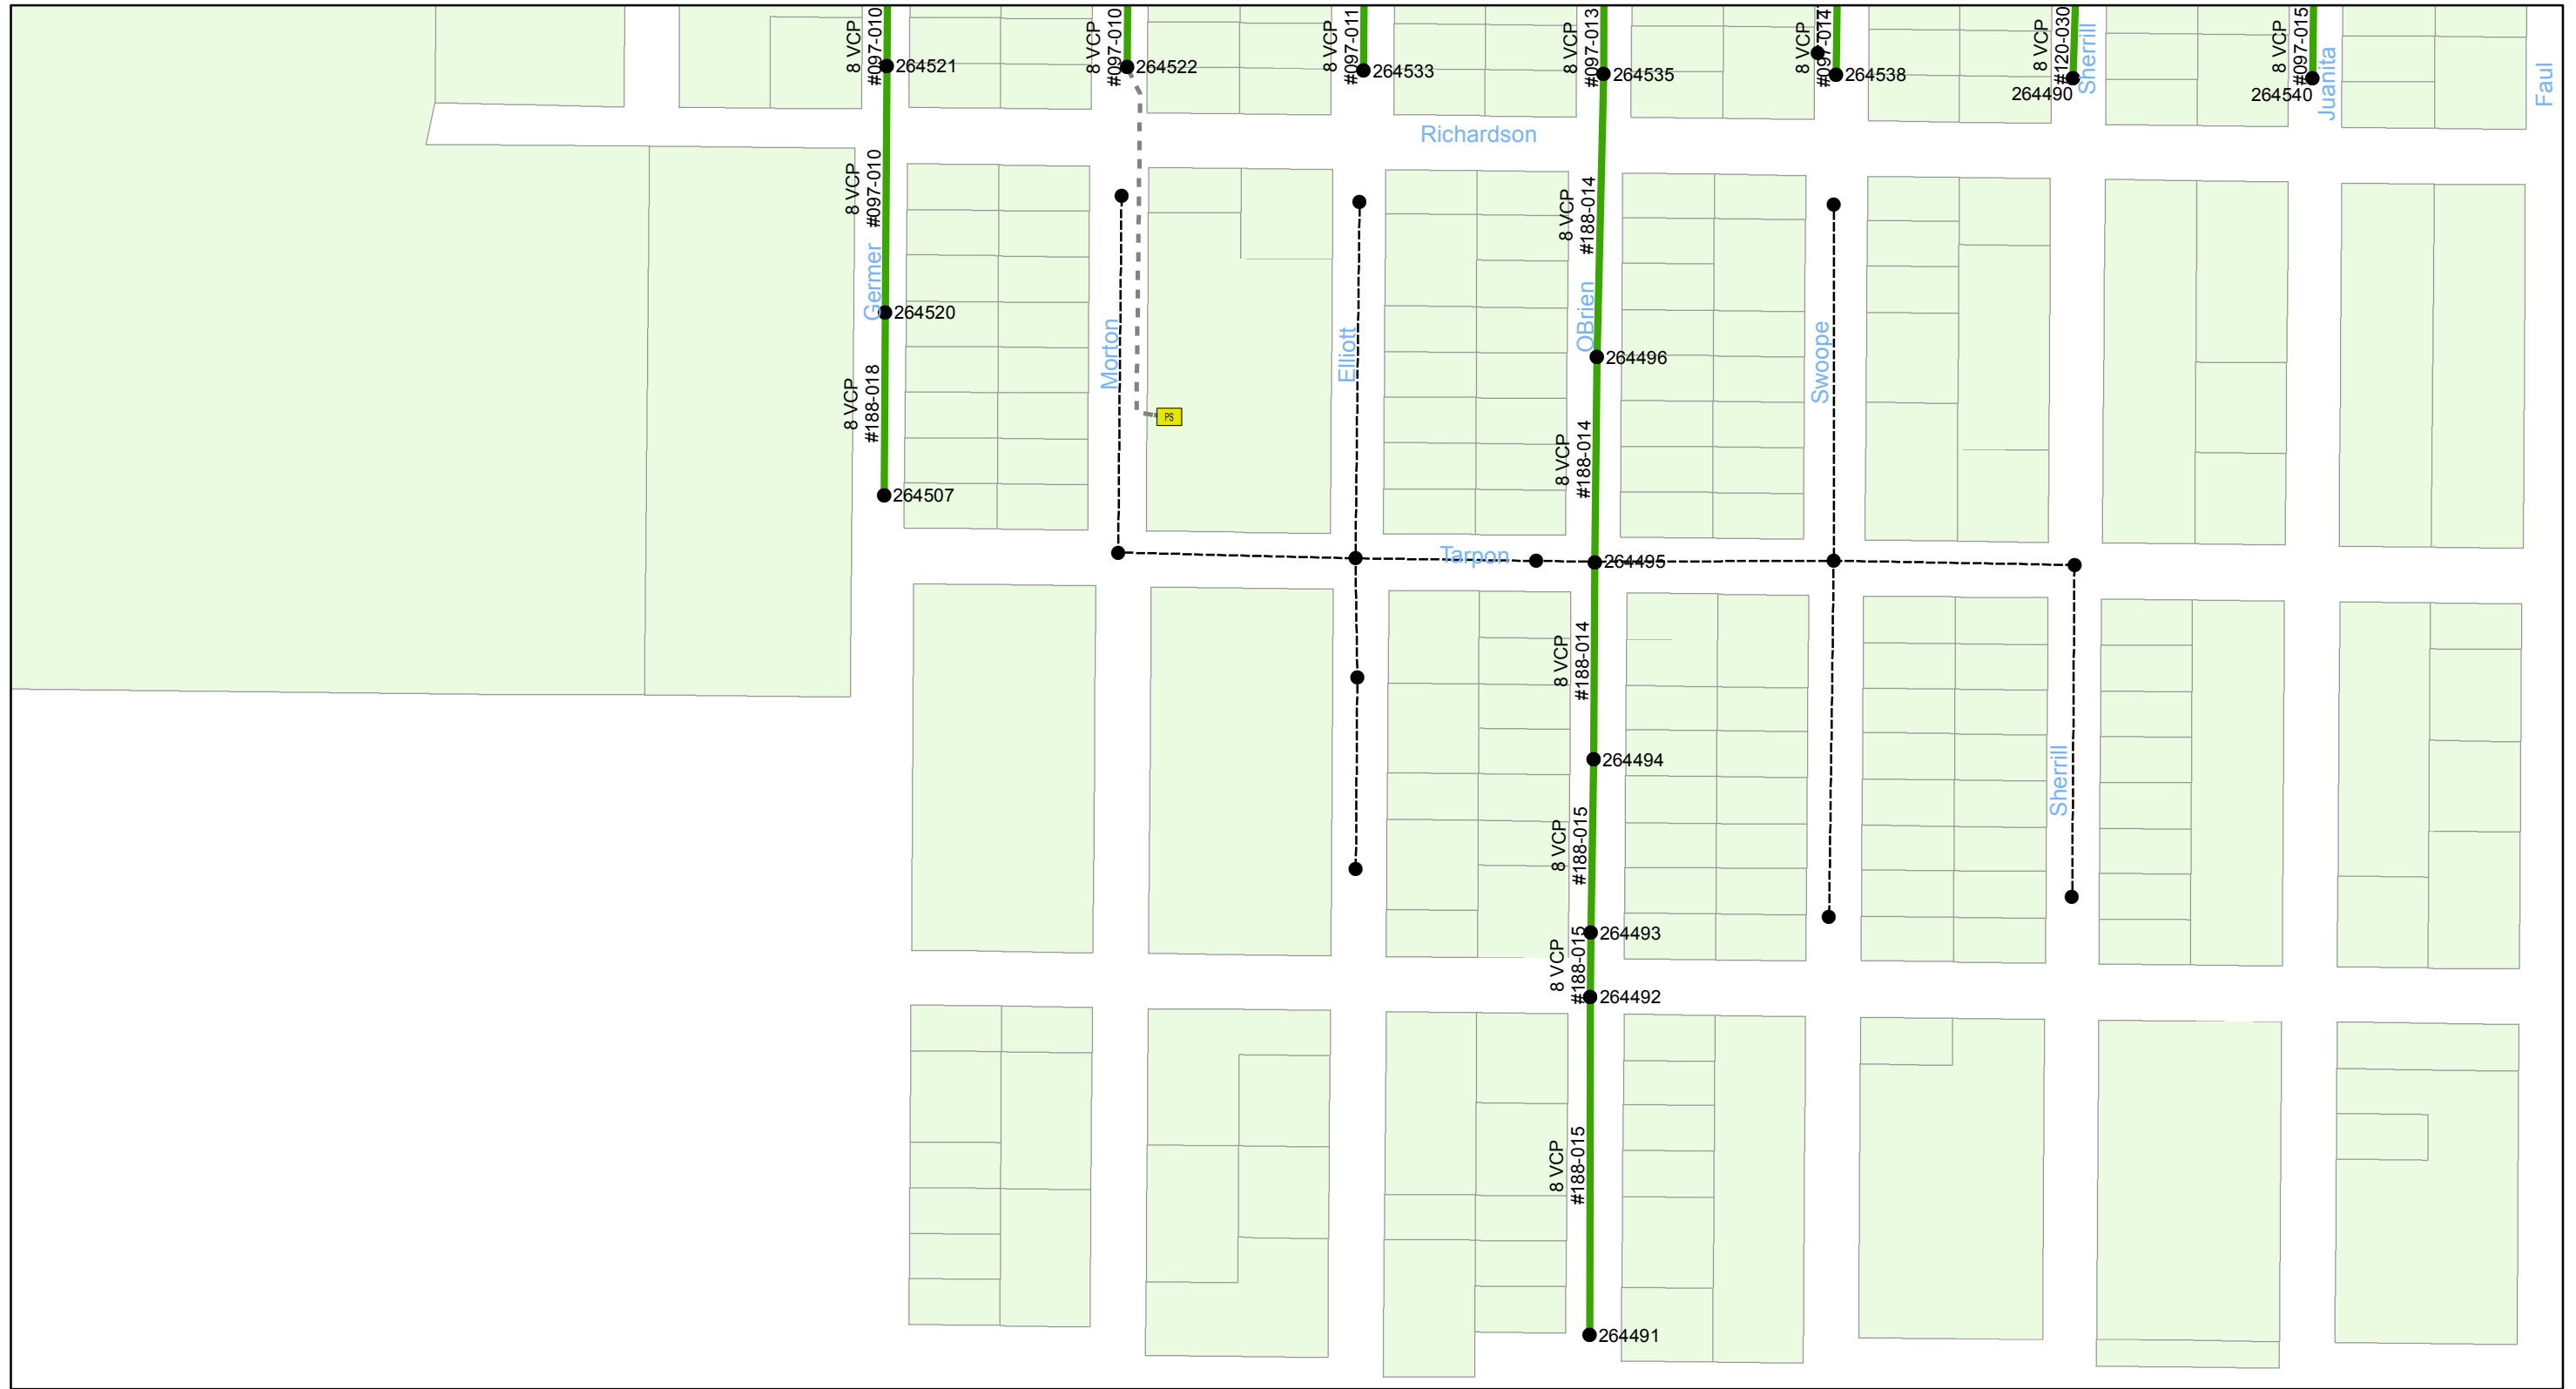 8 VCP
#097-010
264521
8 VCP
#097-010
264522
8 VCP
#097-011
264533
8 VCP
#097-013
264535
8 VCP
#097-014
264538
8 VCP
#120-030
Sherrill
264490
8 VCP
#097-015
Juanita
264540
Faul
Richardson
8 VCP
#097-010
Germer
264520
8 VCP
#188-018
264507
Morton
PS
Elliott
8 VCP
#188-014
OBrien
264496
8 VCP
#188-014
Swoope
Tarpon
264495
8 VCP
#188-014
264494
8 VCP
#188-015
264493
8 VCP
#188-015
264492
Sherrill
8 VCP
#188-015
264491